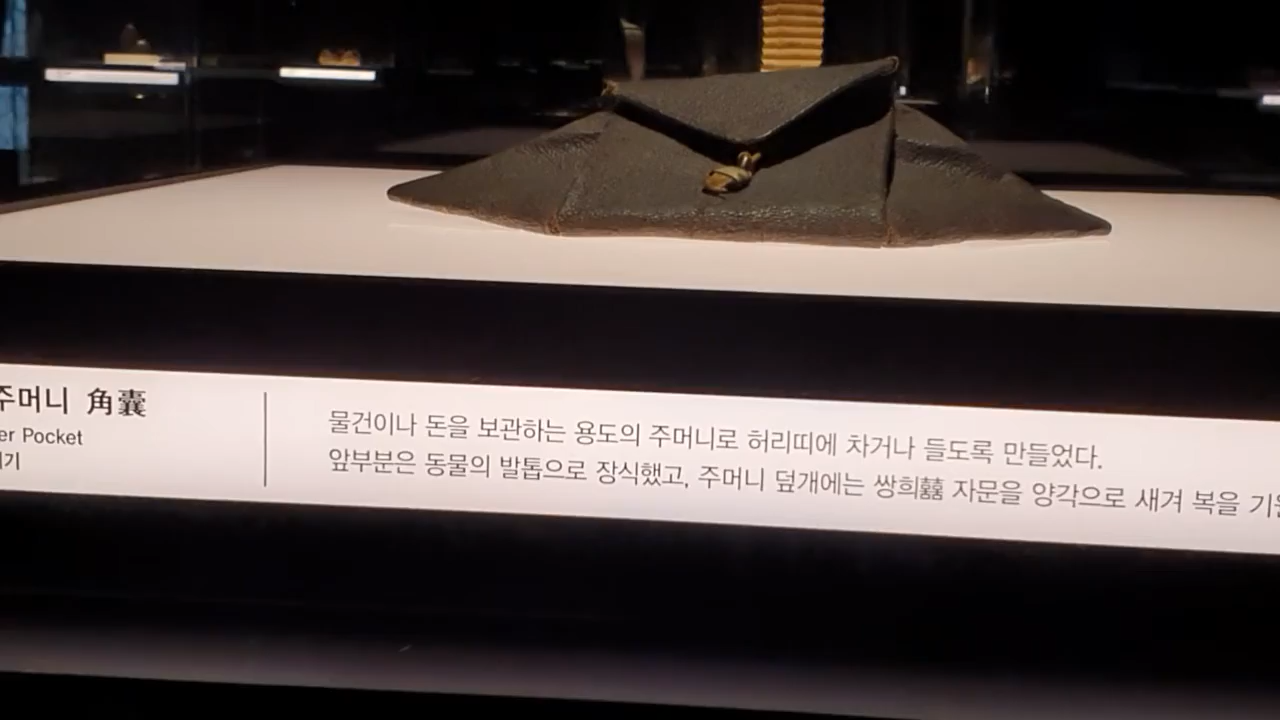 주머니 角囊
er Pocket
기
물건이나 돈을 보관하는 용도의 주머니로 허리띠에 차거나 들도록 만들었다.
앞부분은 동물의 발톱으로 장식했고, 주머니 덮개에는 쌍희囍 자문을 양각으로 새겨 복을